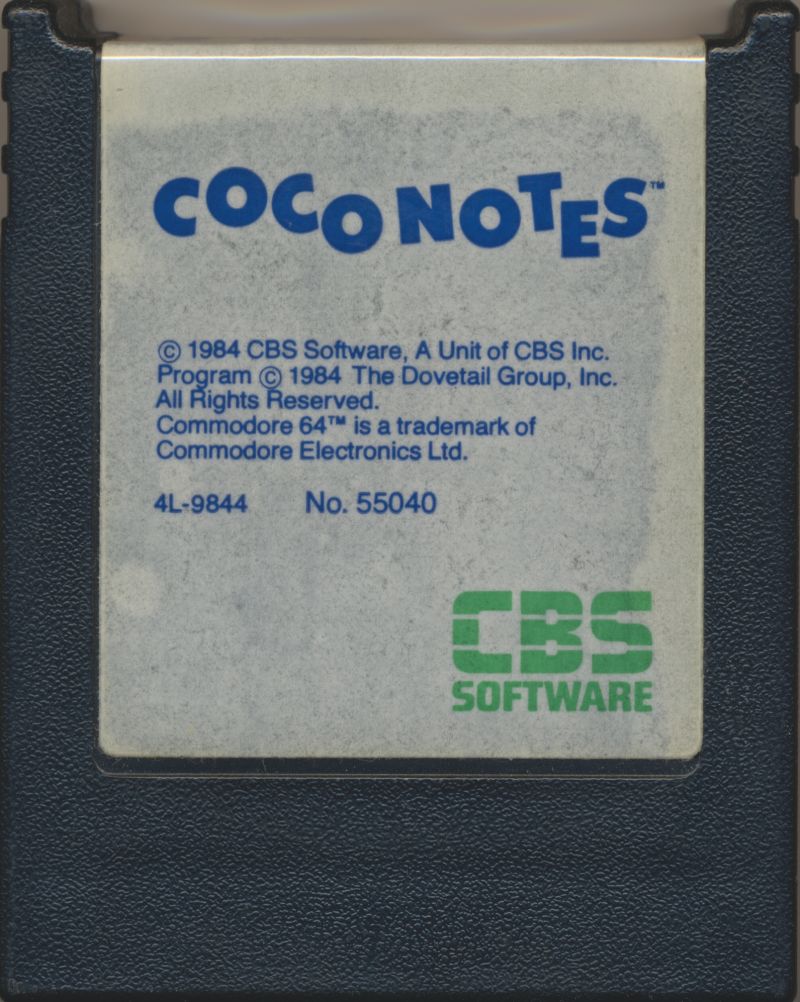 COCO NOTES™
© 1984 CBS Software, A Unit of CBS Inc.
Program © 1984 The Dovetail Group, Inc.
All Rights Reserved.
Commodore 64™ is a trademark of
Commodore Electronics Ltd.
4L-9844 No. 55040
CBS
SOFTWARE